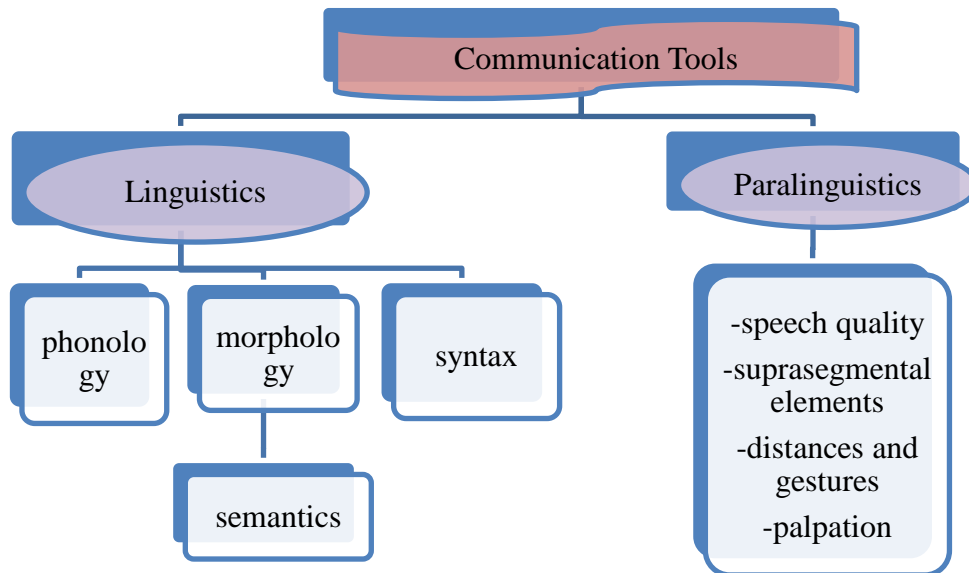 Communication Tools
Linguistics
Paralinguistics
phonolo
gy
morpholo
gy
syntax
semantics
-speech quality
-suprasegmental
elements
-distances and
gestures
-palpation